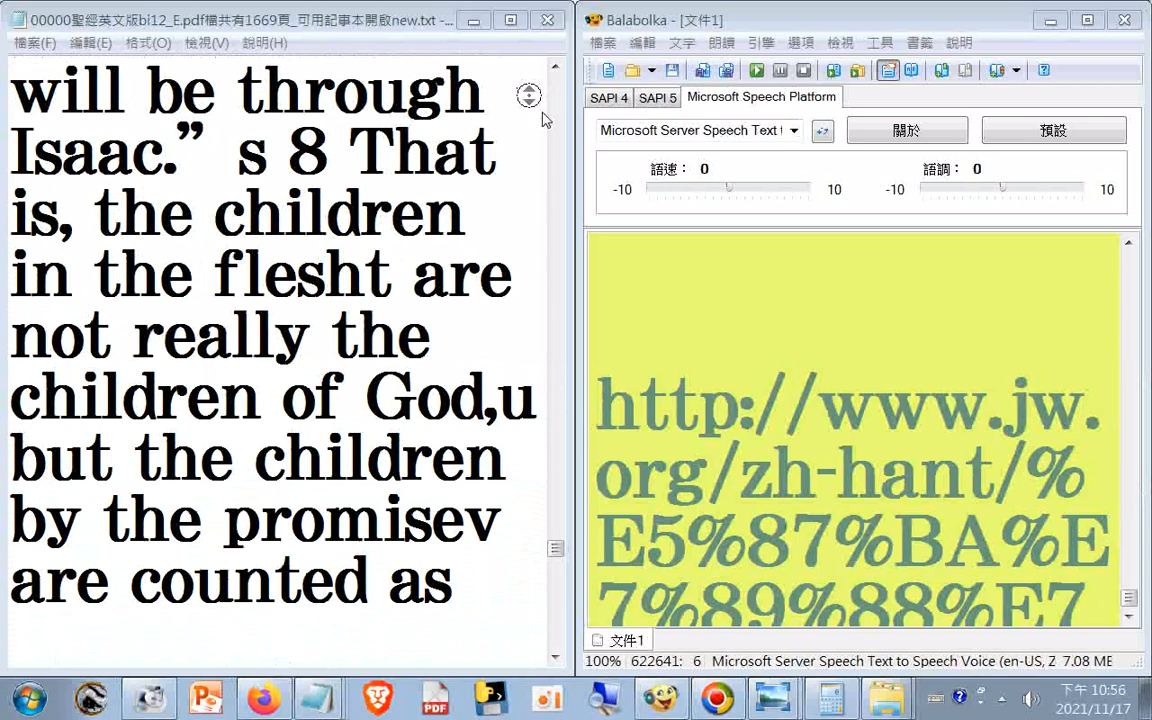 00000聖經英文版bi12_E.pdf檔共有1669頁_可用記事本開啟new.txt -...
檔案(F) 編輯(E) 格式(O) 檢視(V) 說明(H)
will be through
Isaac.” s 8 That
is, the children
in the flesht are
not really the
children of God,u
but the children
by the promisev
are counted as
Balabolka - [文件1]
檔案 編輯 文字 朗讀 引擎 選項 檢視 工具 書籤 說明
SAPI 4 SAPI 5 Microsoft Speech Platform
Microsoft Server Speech Text 關於 預設
語速： 0 語調： 0
-10 10 -10 10
http://www.jw.
org/zh-hant/%
E5%87%BA%E
7%89%88%E7
文件1
100% 622641: 6 Microsoft Server Speech Text to Speech Voice (en-US, Z 7.08 ME
PDF
下午 10:56
2021/11/17